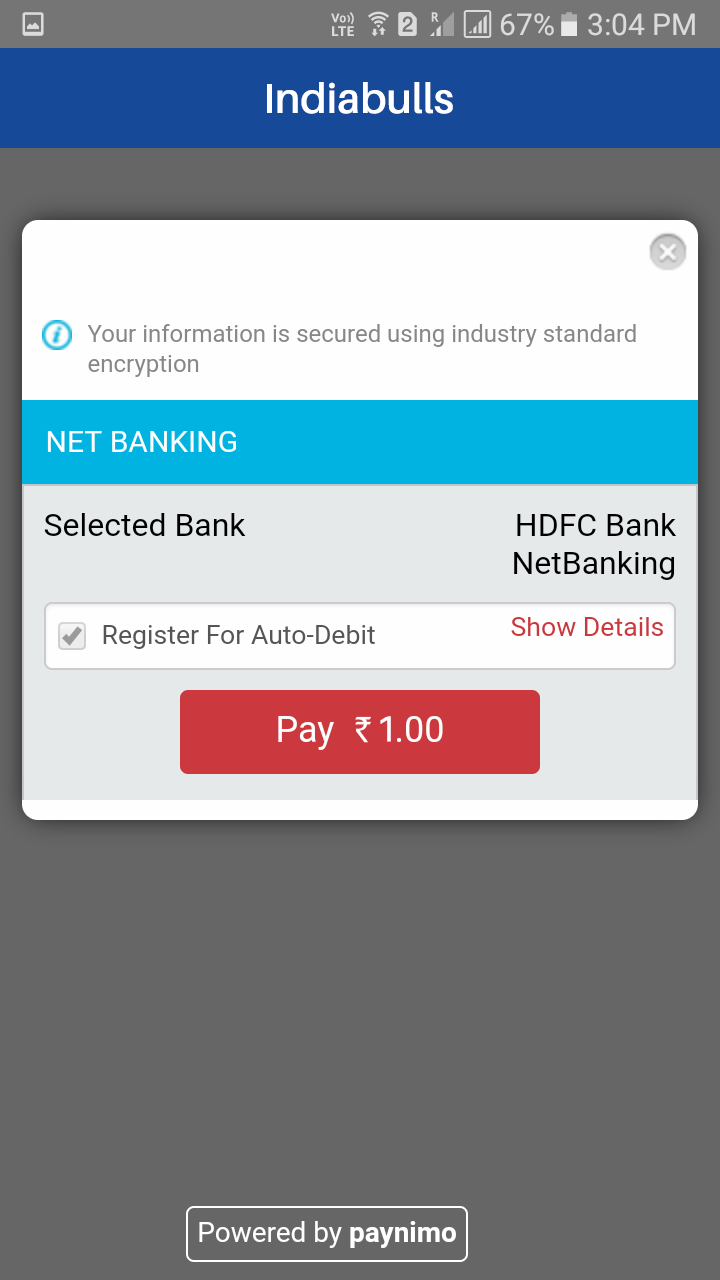 Vo)) LTE 2 R 67% 3:04 PM
Indiabulls
Your information is secured using industry standard
encryption
NET BANKING
Selected Bank HDFC Bank
NetBanking
Register For Auto-Debit Show Details
Pay ₹1.00
Powered by paynimo